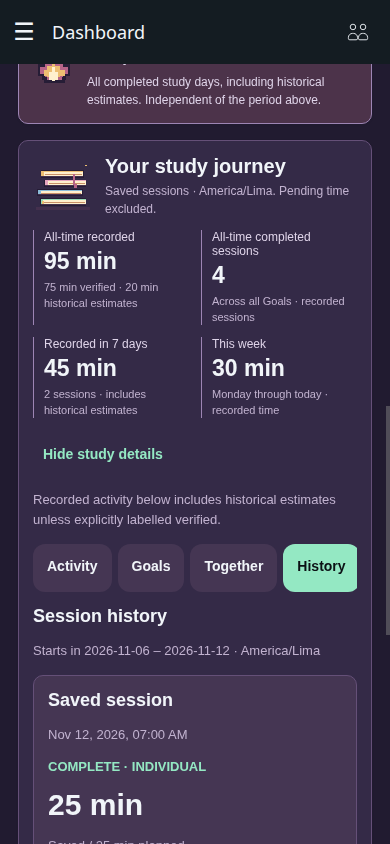 Dashboard
All completed study days, including historical
estimates. Independent of the period above.
Your study journey
Saved sessions · America/Lima. Pending time
excluded.
All-time recorded
95 min
75 min verified · 20 min
historical estimates
All-time completed
sessions
4
Across all Goals · recorded
sessions
Recorded in 7 days
45 min
2 sessions · includes
historical estimates
This week
30 min
Monday through today ·
recorded time
Hide study details
Recorded activity below includes historical estimates
unless explicitly labelled verified.
Activity
Goals
Together
History
Session history
Starts in 2026-11-06 – 2026-11-12 · America/Lima
Saved session
Nov 12, 2026, 07:00 AM
COMPLETE · INDIVIDUAL
25 min
Saved / 25 min planned